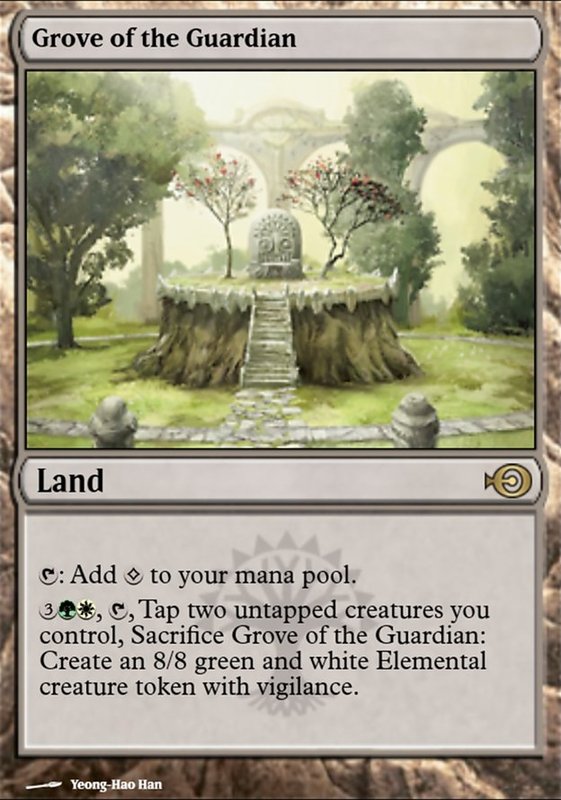 Grove of the Guardian
Land
: Add to your mana pool.
3, , Tap two untapped creatures you
control, Sacrifice Grove of the Guardian:
Create an 8/8 green and white Elemental
creature token with vigilance.
Yeong-Hao Han